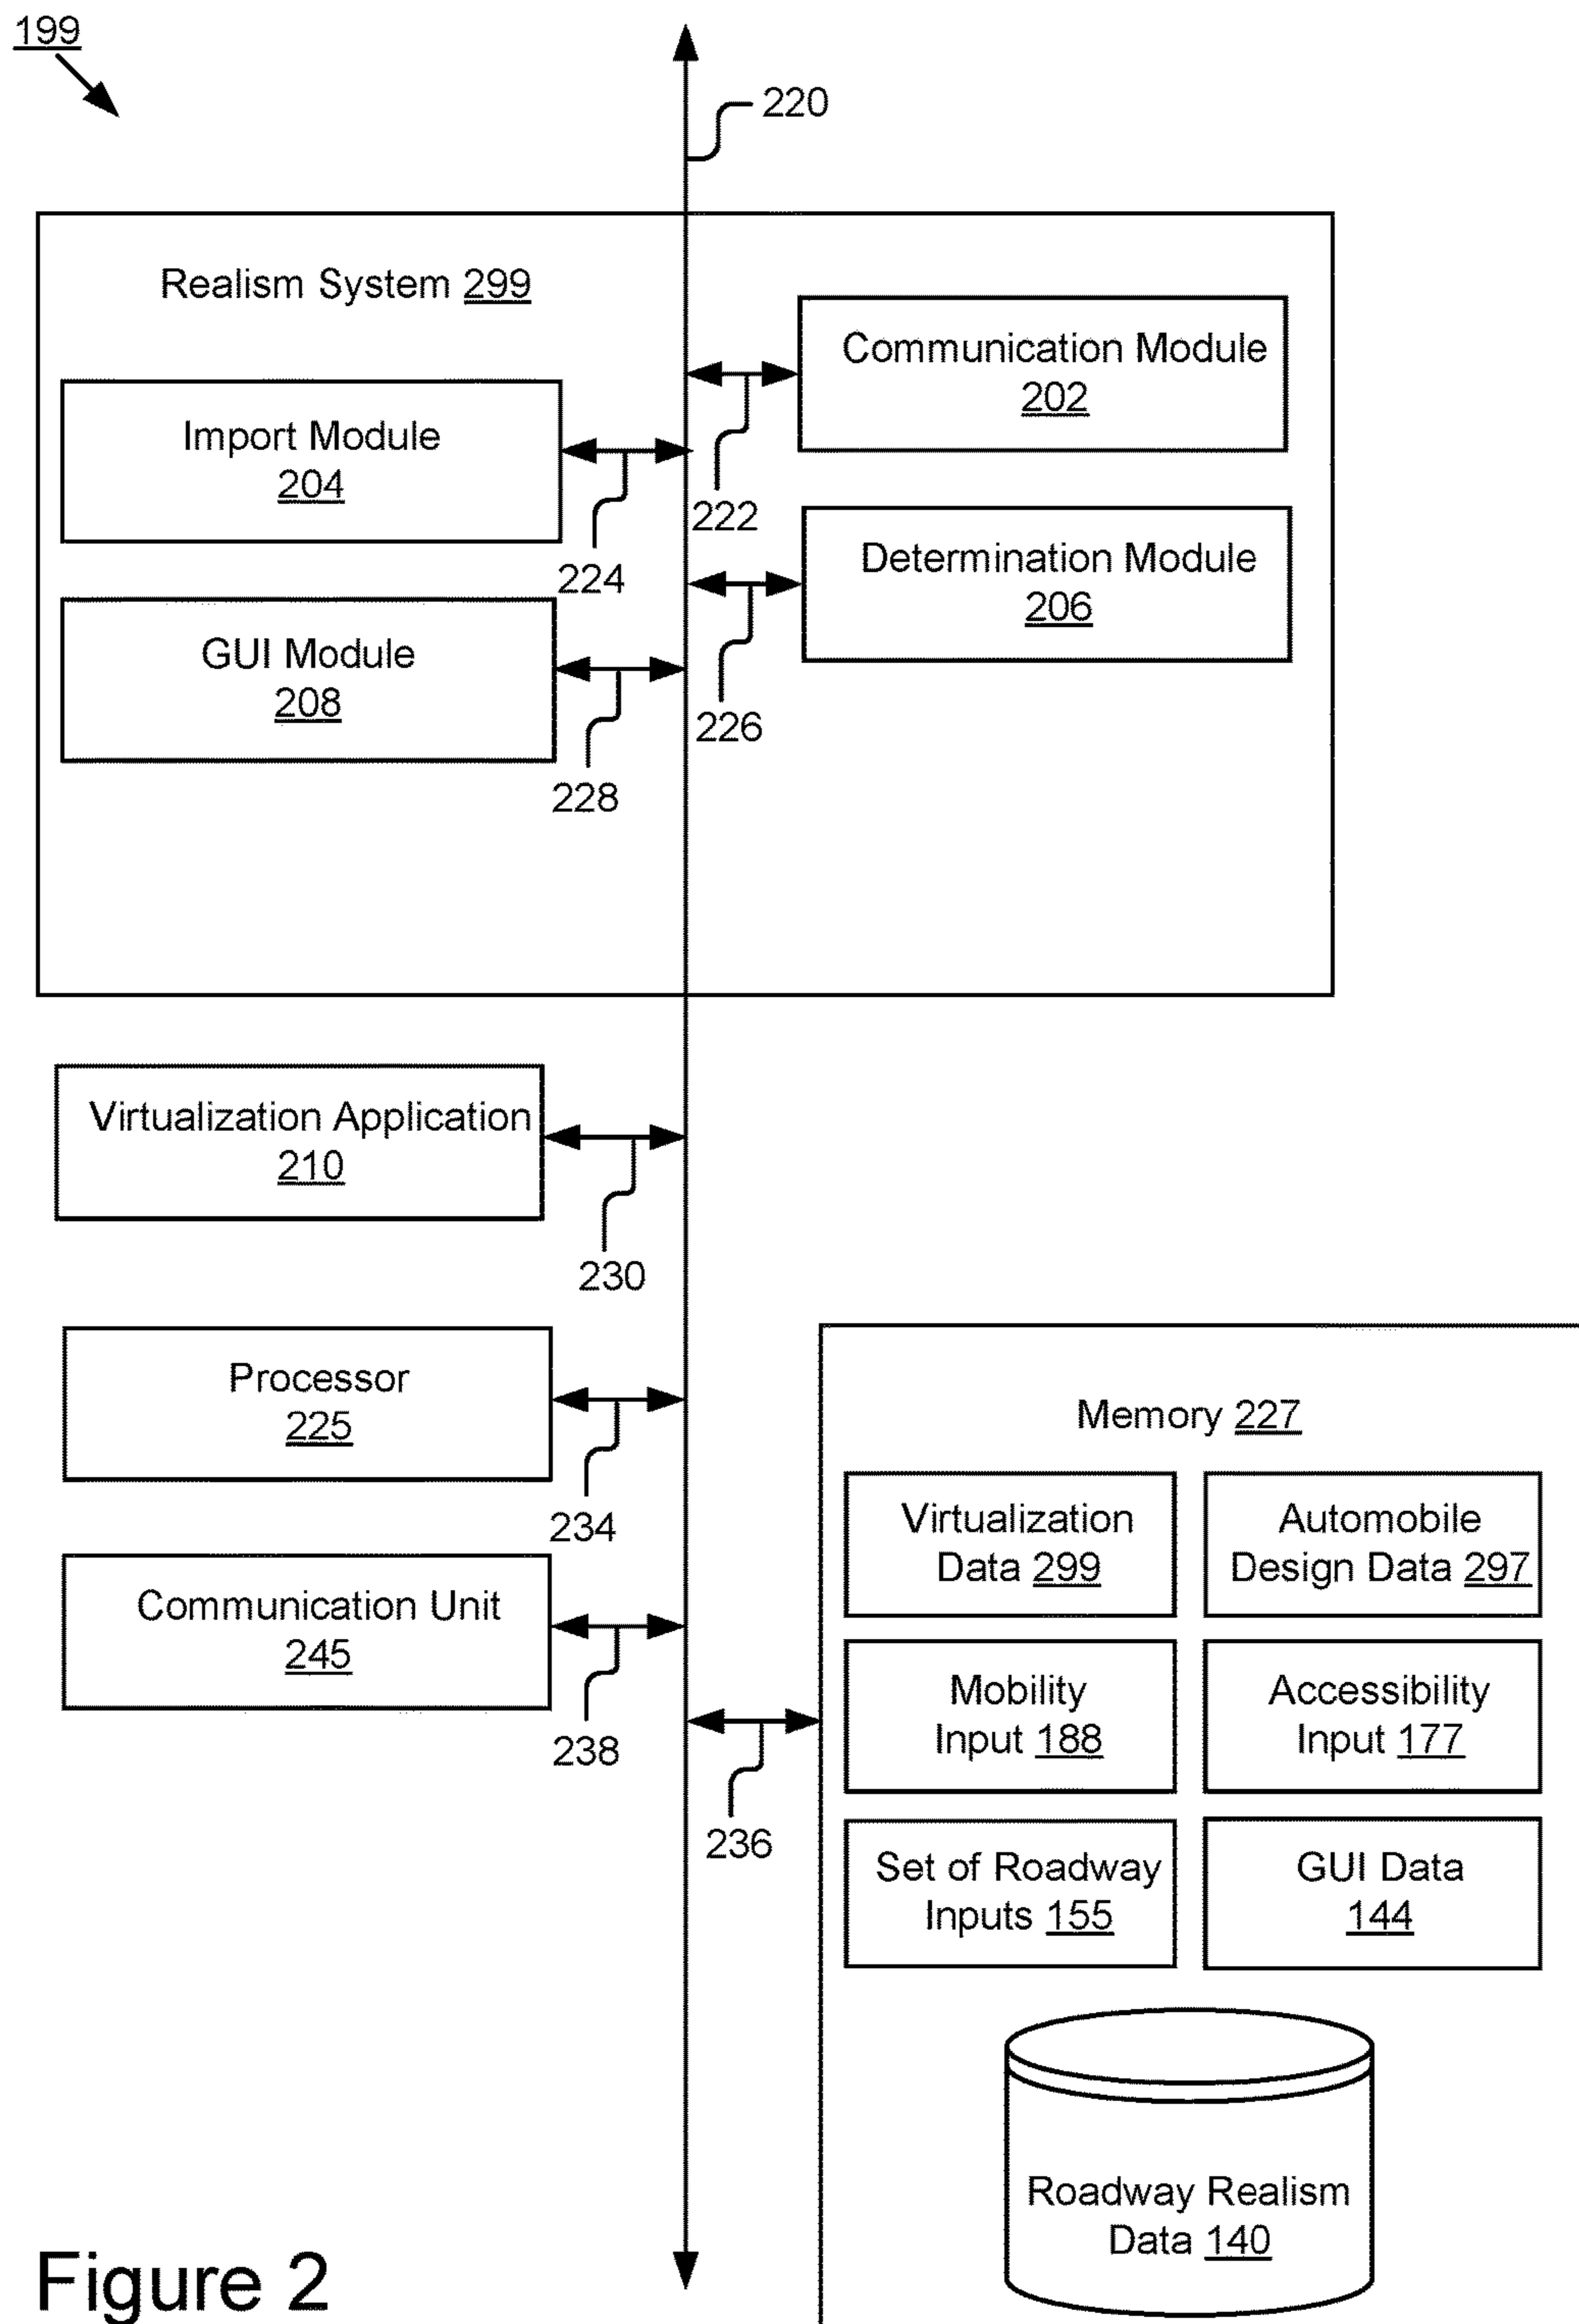 199
220
Realism System 299
Communication Module
202
Import Module
204
222
224
Determination Module
206
GUI Module
208
226
228
Virtualization Application
210
230
Processor
225
234
Memory 227
Virtualization
Data 299
Automobile
Design Data 297
Communication Unit
245
238
Mobility
Input 188
Accessibility
Input 177
236
Set of Roadway
Inputs 155
GUI Data
144
Roadway Realism
Data 140
Figure 2